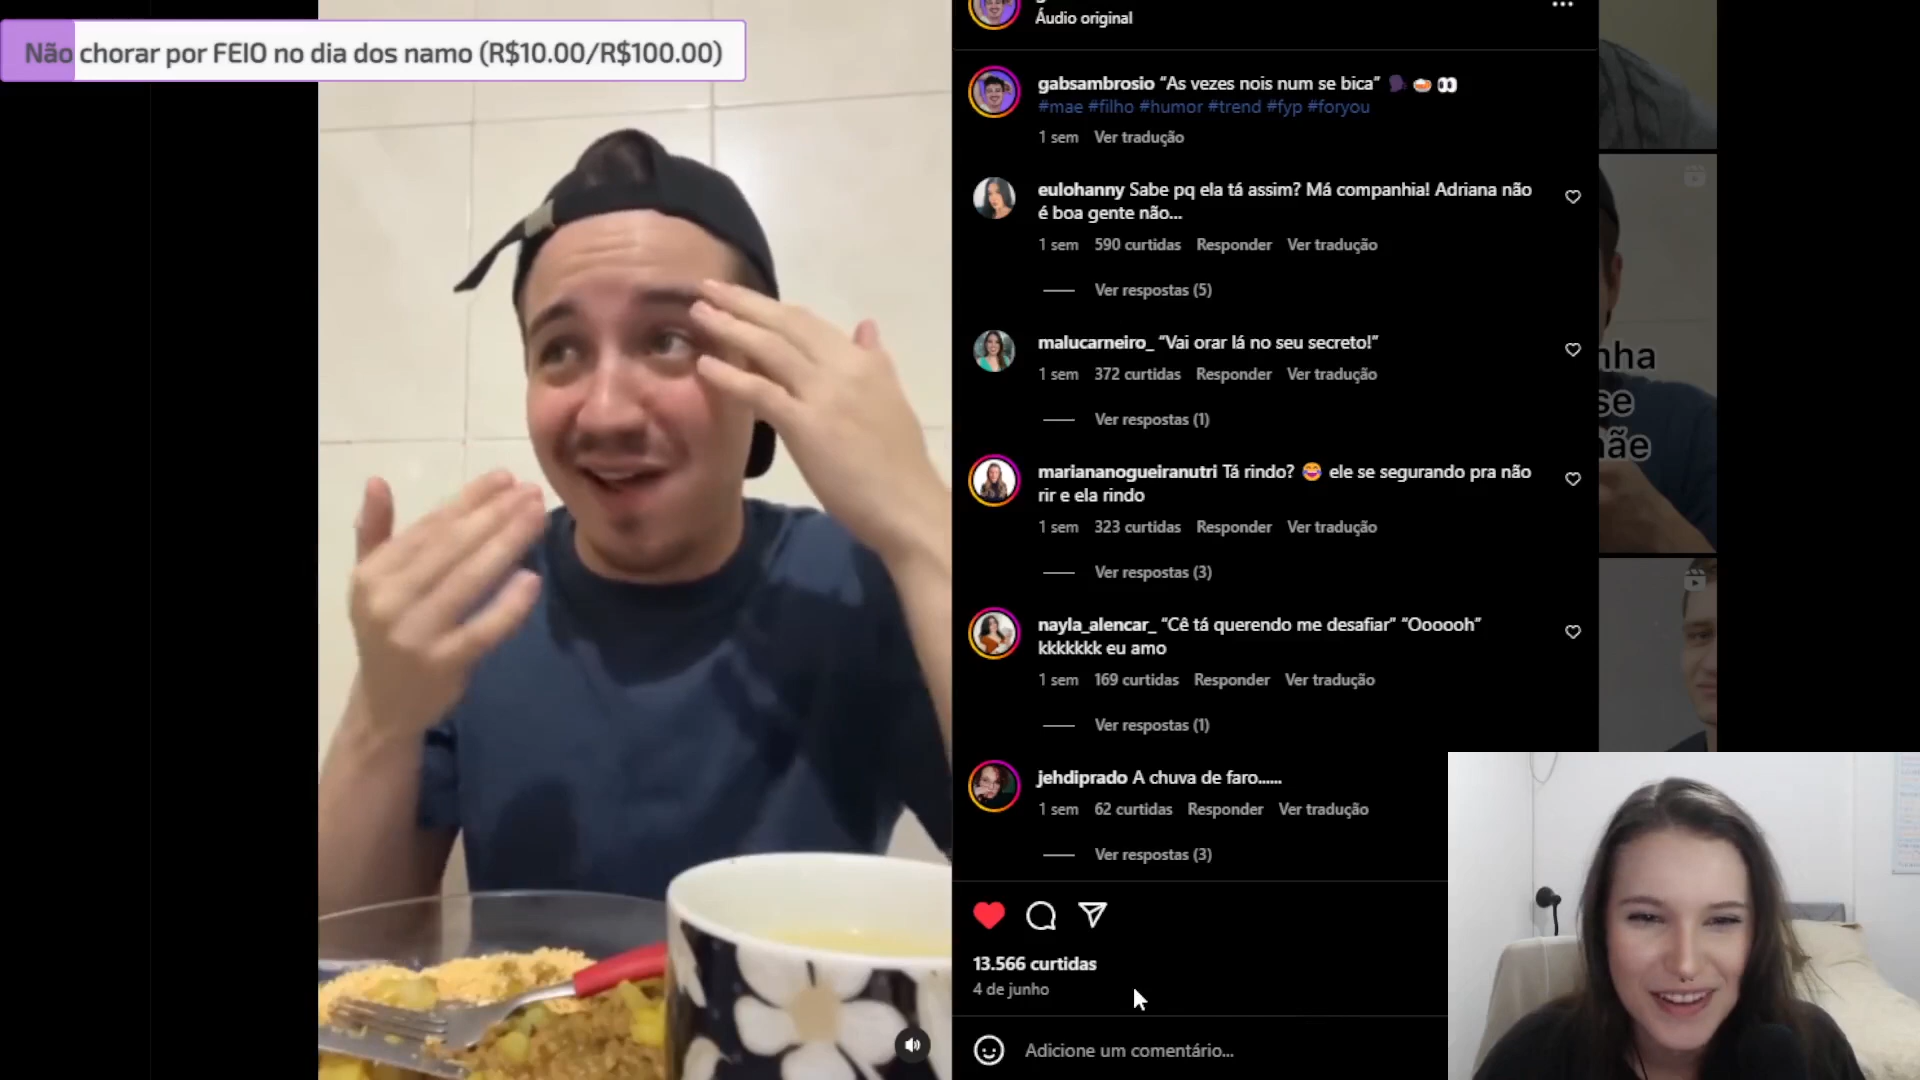 Não chorar por FEIO no dia dos namo (R$10.00/R$100.00)
Áudio original
gabsambrosio “As vezes nois num se bica” 🗣️ 🍛 👀
#mae #filho #humor #trend #fyp #foryou
1 sem Ver tradução
eulohanny Sabe pq ela tá assim? Má companhia! Adriana não
é boa gente não...
1 sem 590 curtidas Responder Ver tradução
Ver respostas (5)
malucarneiro_ “Vai orar lá no seu secreto!”
1 sem 372 curtidas Responder Ver tradução
Ver respostas (1)
mariananogueiranutri Tá rindo? 😂 ele se segurando pra não
rir e ela rindo
1 sem 323 curtidas Responder Ver tradução
Ver respostas (3)
nayla_alencar_ “Cê tá querendo me desafiar” “Oooooh”
kkkkkkk eu amo
1 sem 169 curtidas Responder Ver tradução
Ver respostas (1)
jehdiprado A chuva de faro......
1 sem 62 curtidas Responder Ver tradução
Ver respostas (3)
13.566 curtidas
4 de junho
Adicione um comentário...
nha
se
ãe